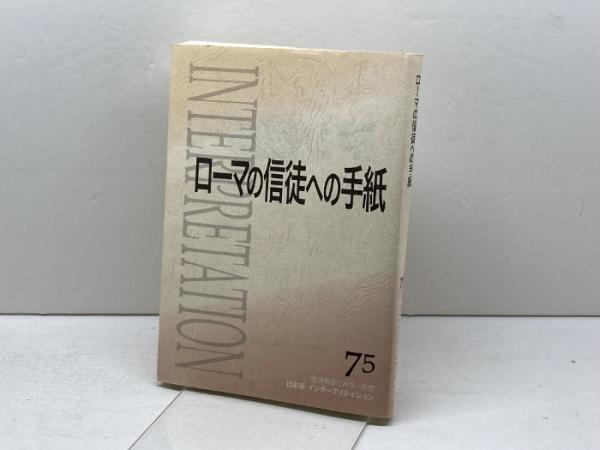 INTERPRETATION
ローマの信徒への手紙
75
日本版 インタープリテイション
ローマの信徒への手紙
7